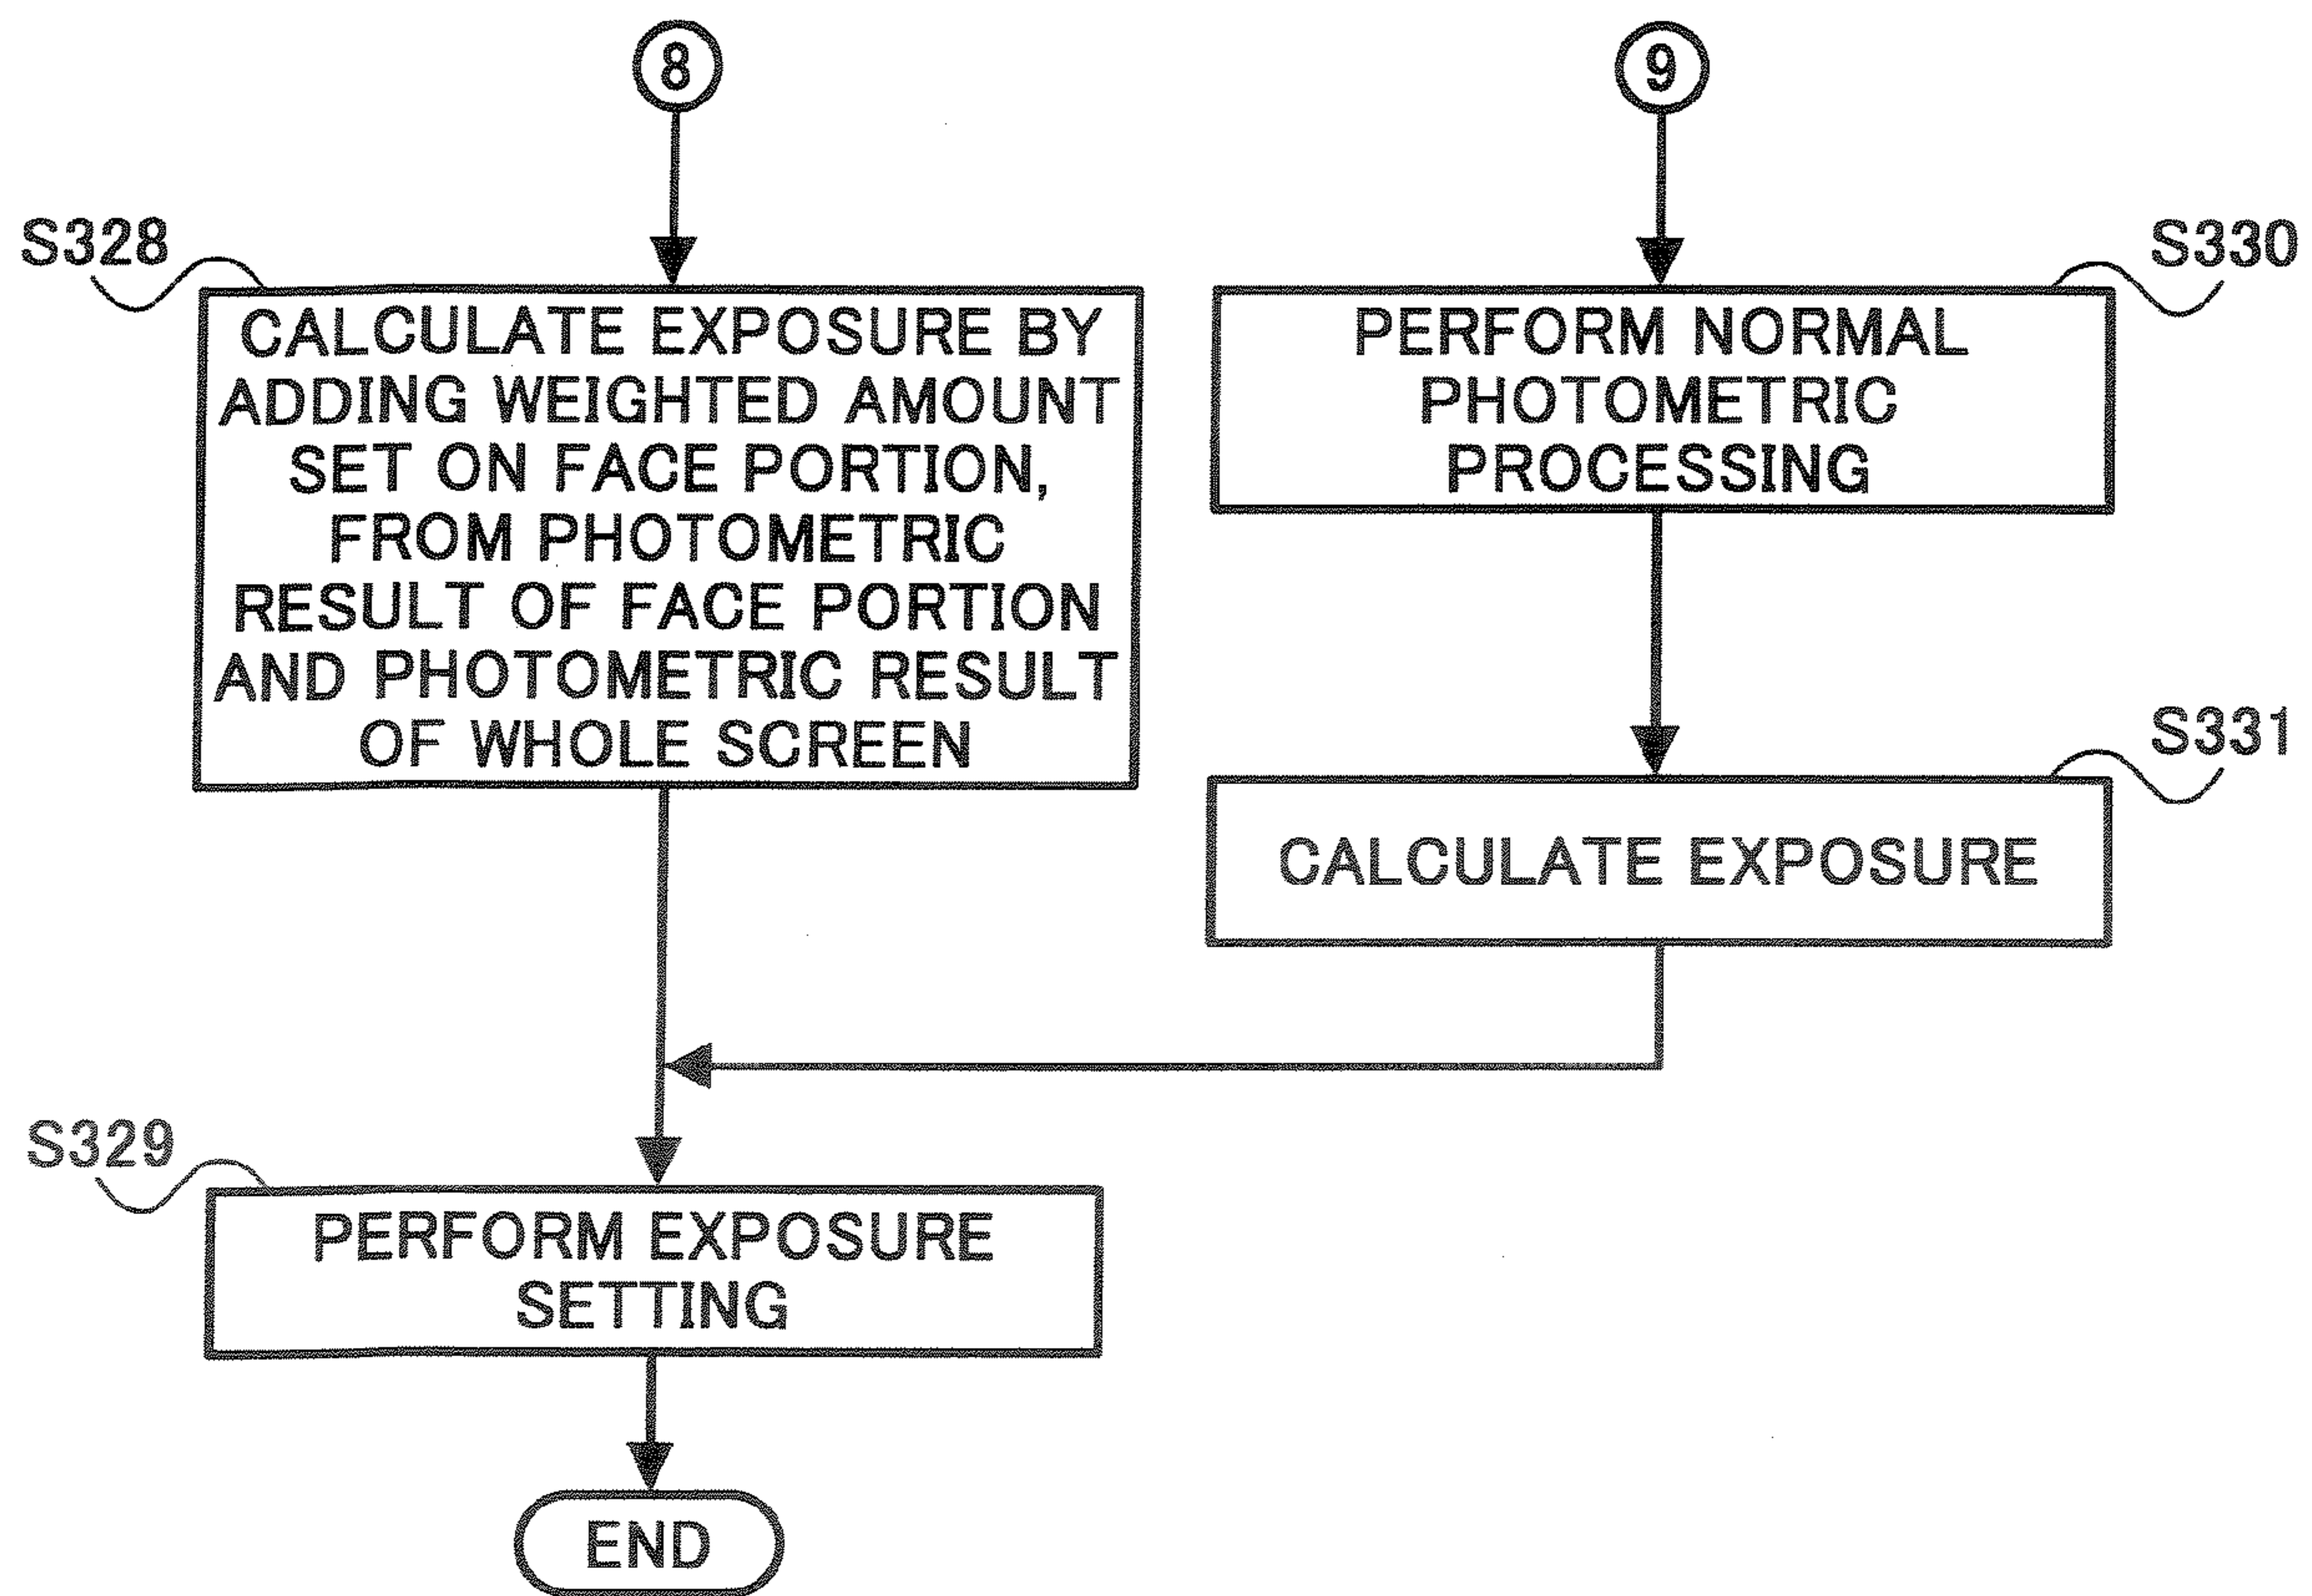 8
9
S328
CALCULATE EXPOSURE BY
ADDING WEIGHTED AMOUNT
SET ON FACE PORTION,
FROM PHOTOMETRIC
RESULT OF FACE PORTION
AND PHOTOMETRIC RESULT
OF WHOLE SCREEN
S330
PERFORM NORMAL
PHOTOMETRIC
PROCESSING
S331
CALCULATE EXPOSURE
S329
PERFORM EXPOSURE
SETTING
END